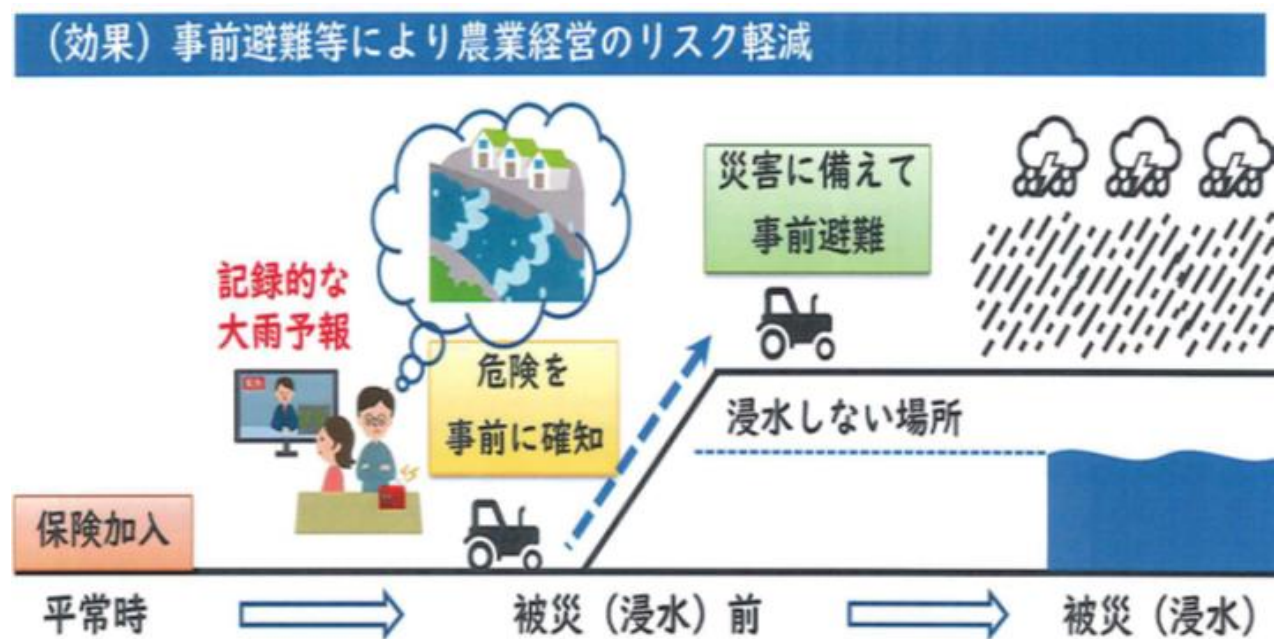 （効果）事前避難等により農業経営のリスク軽減
災害に備えて
事前避難
記録的な
大雨予報
危険を
事前に確知
浸水しない場所
保険加入
平常時
被災（浸水）前
被災（浸水）